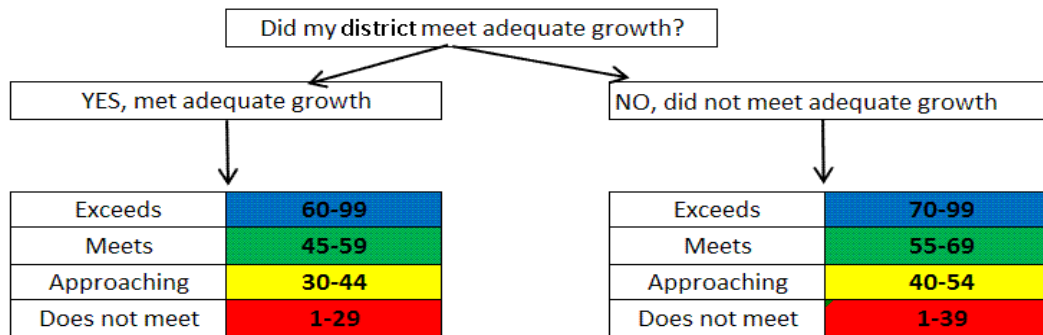 Did my district meet adequate growth?
YES, met adequate growth
NO, did not meet adequate growth
Exceeds 60-99
Meets 45-59
Approaching 30-44
Does not meet 1-29
Exceeds 70-99
Meets 55-69
Approaching 40-54
Does not meet 1-39